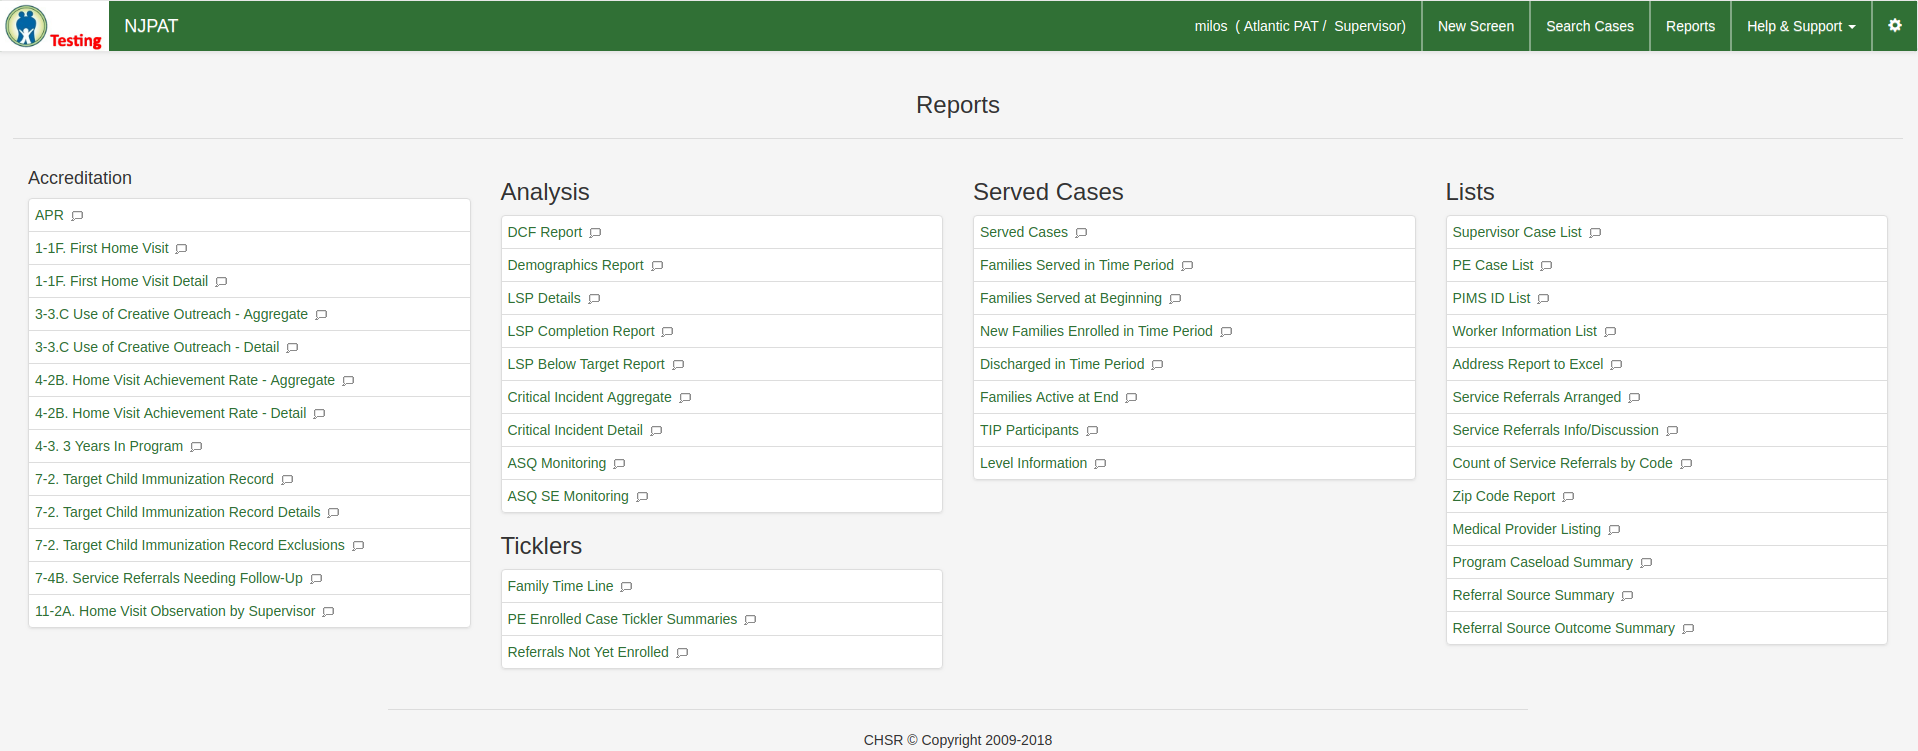 Testing
NJPAT
milos ( Atlantic PAT / Supervisor)
New Screen
Search Cases
Reports
Help & Support
Reports
Accreditation
APR
1-1F. First Home Visit
1-1F. First Home Visit Detail
3-3.C Use of Creative Outreach - Aggregate
3-3.C Use of Creative Outreach - Detail
4-2B. Home Visit Achievement Rate - Aggregate
4-2B. Home Visit Achievement Rate - Detail
4-3. 3 Years In Program
7-2. Target Child Immunization Record
7-2. Target Child Immunization Record Details
7-2. Target Child Immunization Record Exclusions
7-4B. Service Referrals Needing Follow-Up
11-2A. Home Visit Observation by Supervisor
Analysis
DCF Report
Demographics Report
LSP Details
LSP Completion Report
LSP Below Target Report
Critical Incident Aggregate
Critical Incident Detail
ASQ Monitoring
ASQ SE Monitoring
Ticklers
Family Time Line
PE Enrolled Case Tickler Summaries
Referrals Not Yet Enrolled
Served Cases
Served Cases
Families Served in Time Period
Families Served at Beginning
New Families Enrolled in Time Period
Discharged in Time Period
Families Active at End
TIP Participants
Level Information
Lists
Supervisor Case List
PE Case List
PIMS ID List
Worker Information List
Address Report to Excel
Service Referrals Arranged
Service Referrals Info/Discussion
Count of Service Referrals by Code
Zip Code Report
Medical Provider Listing
Program Caseload Summary
Referral Source Summary
Referral Source Outcome Summary
CHSR © Copyright 2009-2018